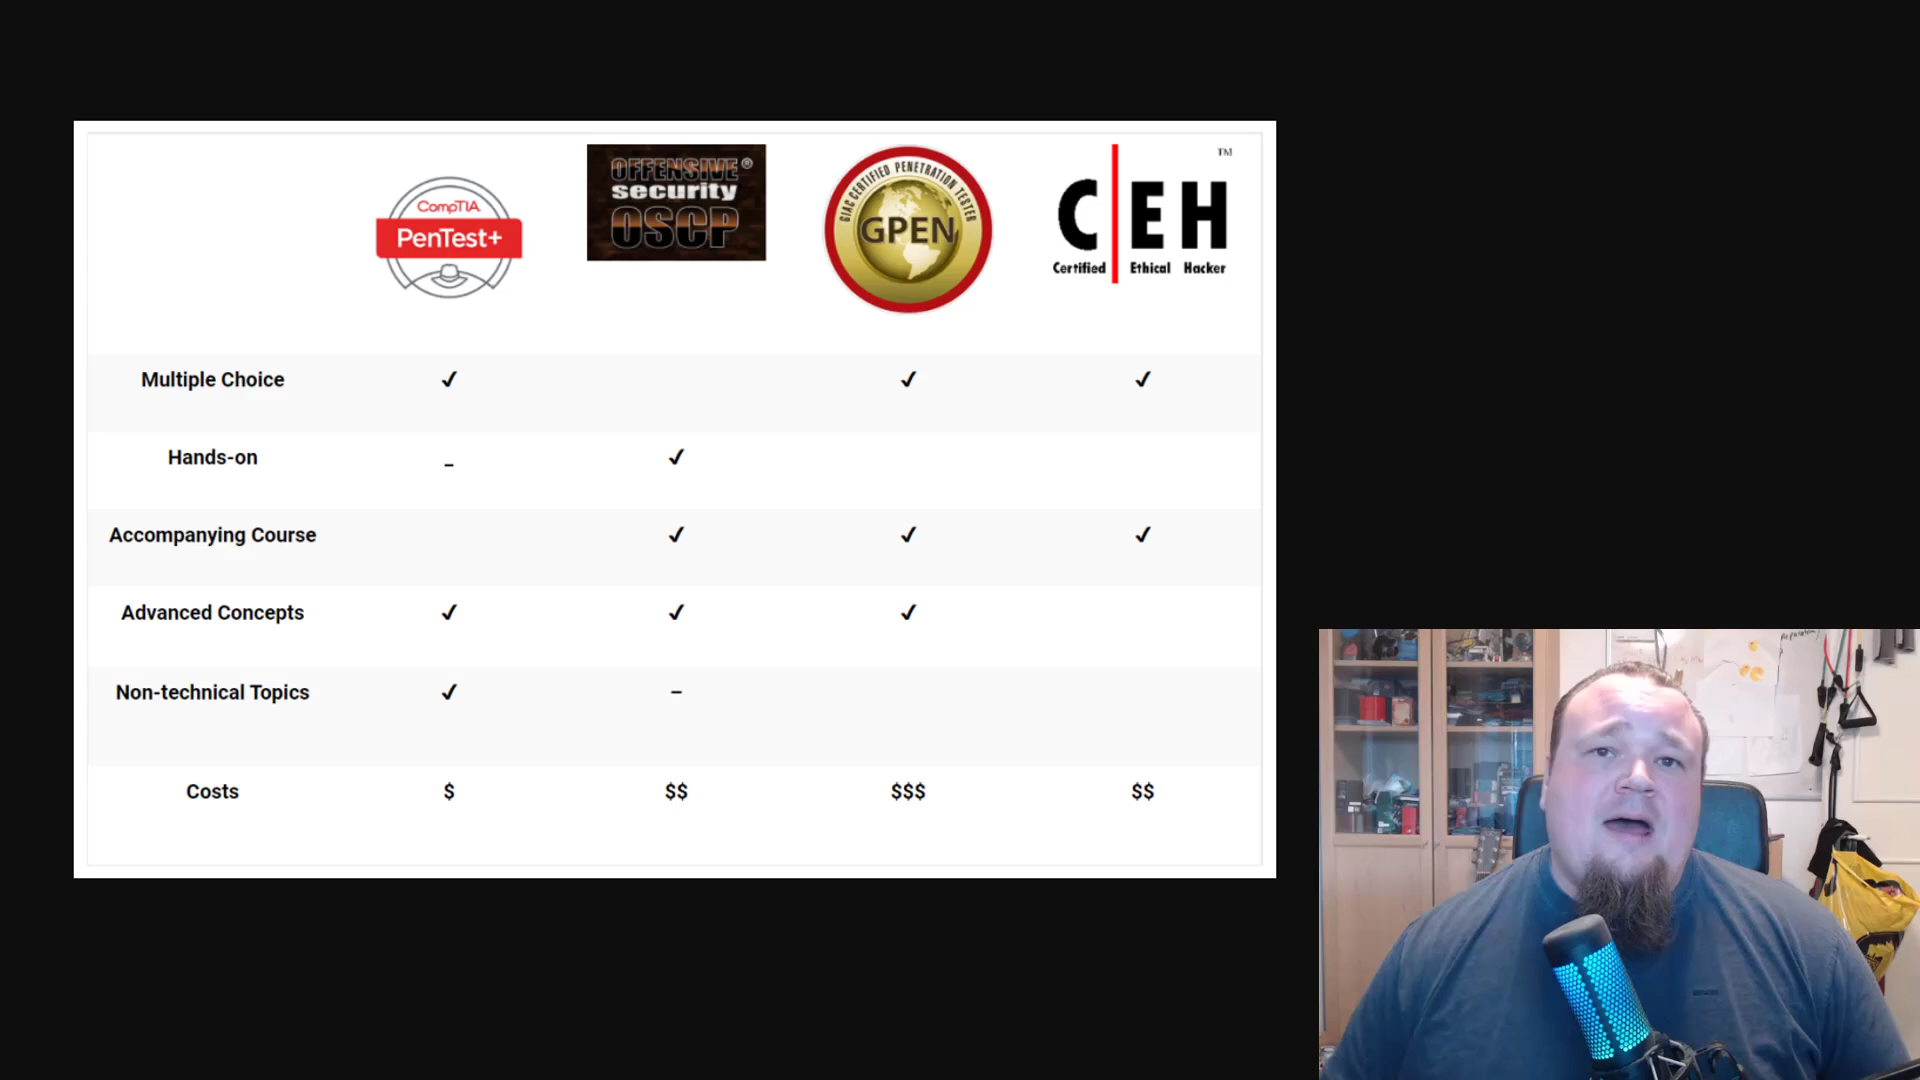 CompTIA
PenTest+
OFFENSIVE®
security
OSCP
GIAC CERTIFIED PENETRATION TESTER
GPEN
TM
C EH
Certified Ethical Hacker
Multiple Choice ✓ ✓ ✓
Hands-on – ✓
Accompanying Course ✓ ✓ ✓
Advanced Concepts ✓ ✓ ✓
Non-technical Topics ✓ –
Costs $ $$ $$$ $$